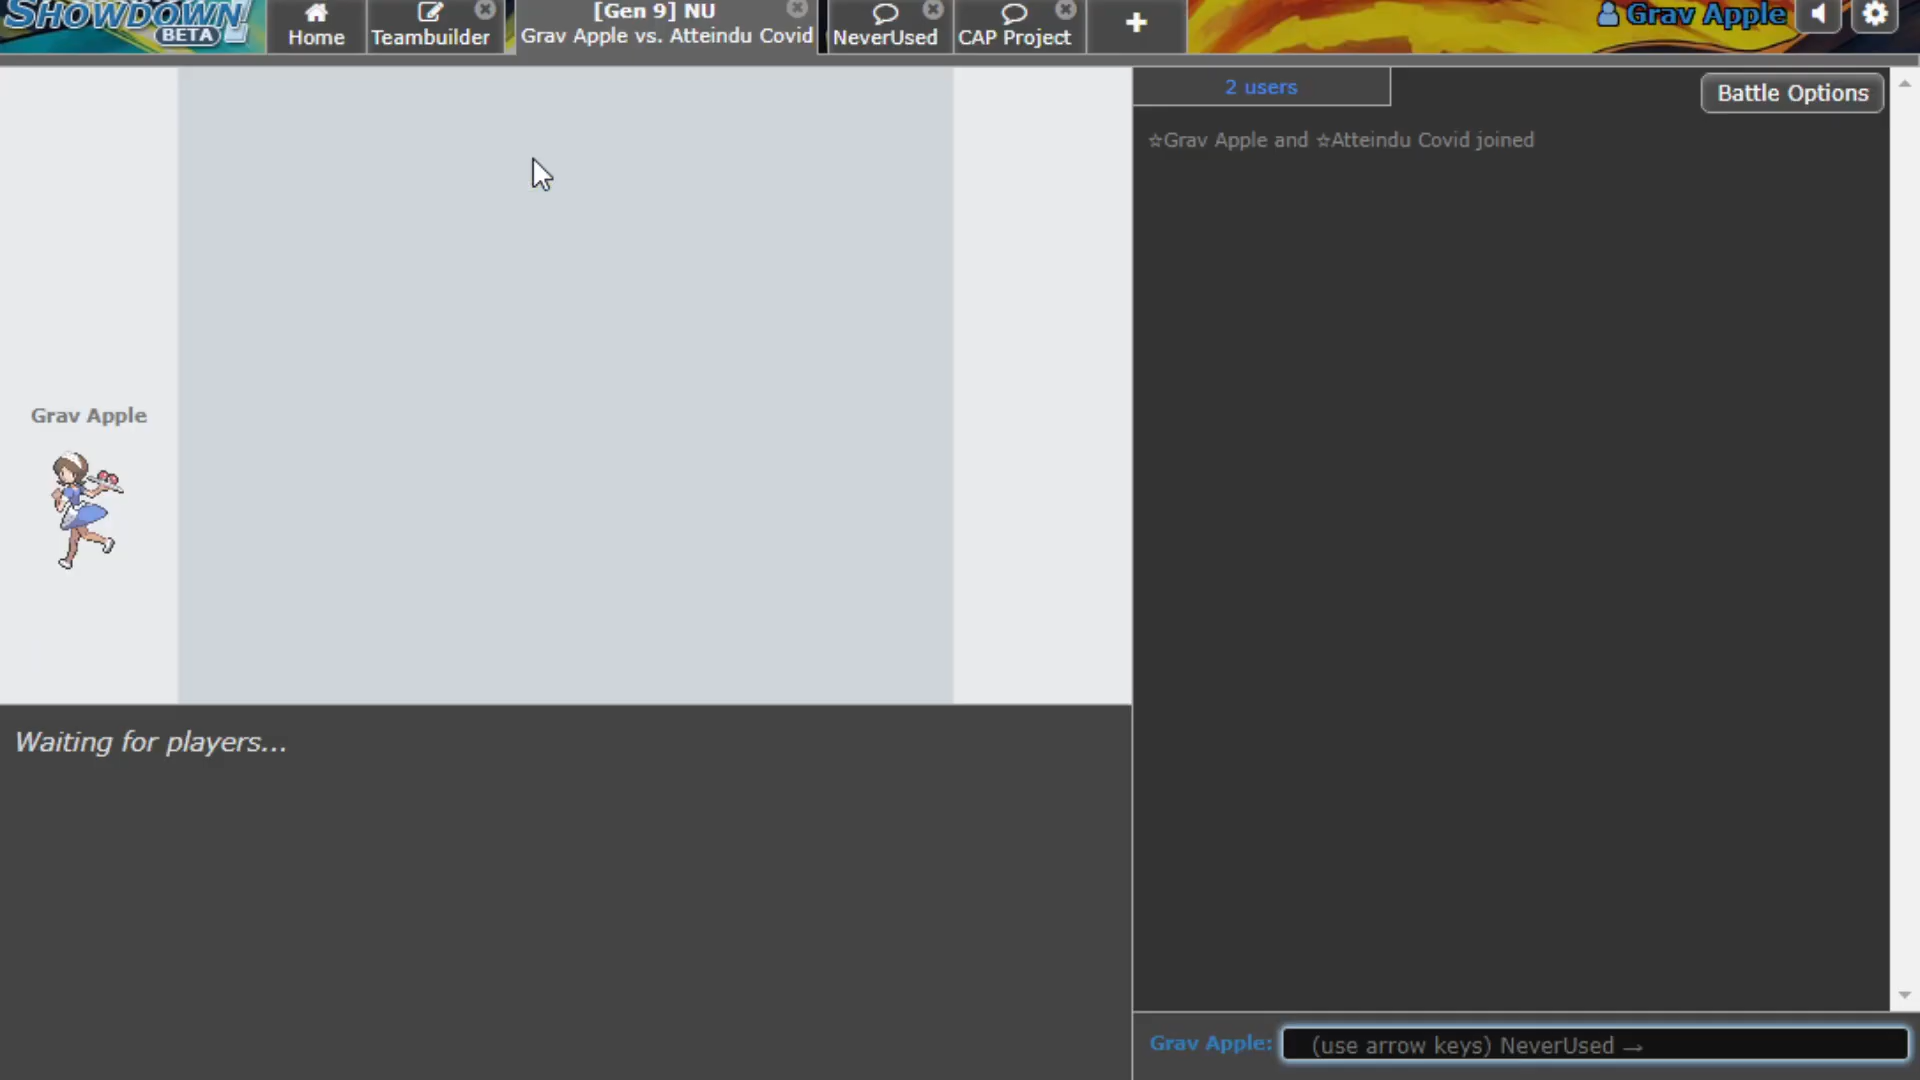 SHOWDOWN!
BETA
Home
Teambuilder
[Gen 9] NU
Grav Apple vs. Atteindu Covid
NeverUsed
CAP Project
Grav Apple
2 users
Battle Options
☆Grav Apple and ☆Atteindu Covid joined
Grav Apple
Waiting for players...
Grav Apple:
(use arrow keys) NeverUsed →